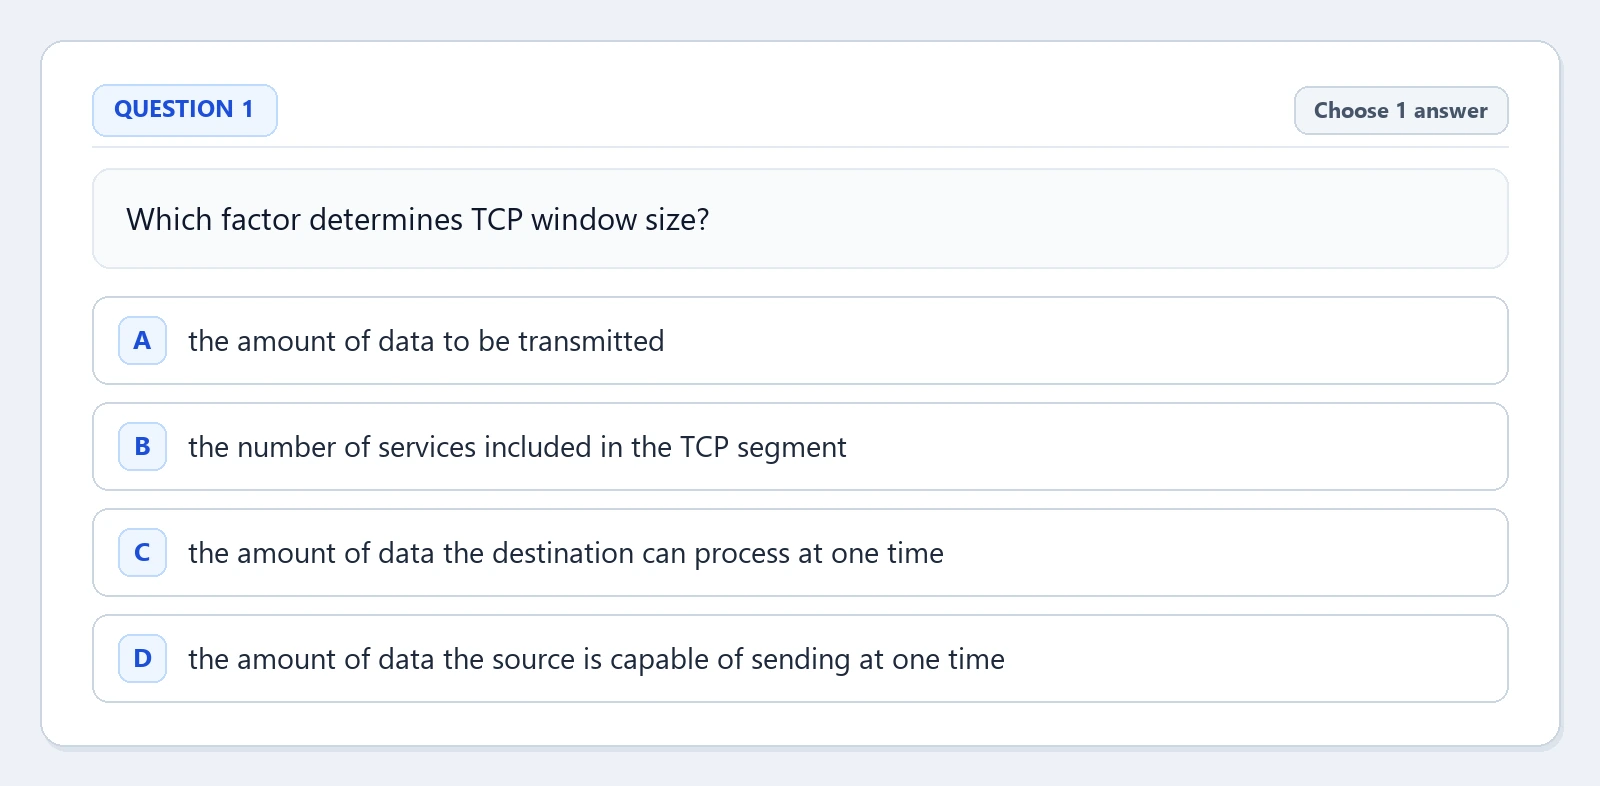 QUESTION 1
Choose 1 answer
Which factor determines TCP window size?
A the amount of data to be transmitted
B the number of services included in the TCP segment
C the amount of data the destination can process at one time
D the amount of data the source is capable of sending at one time